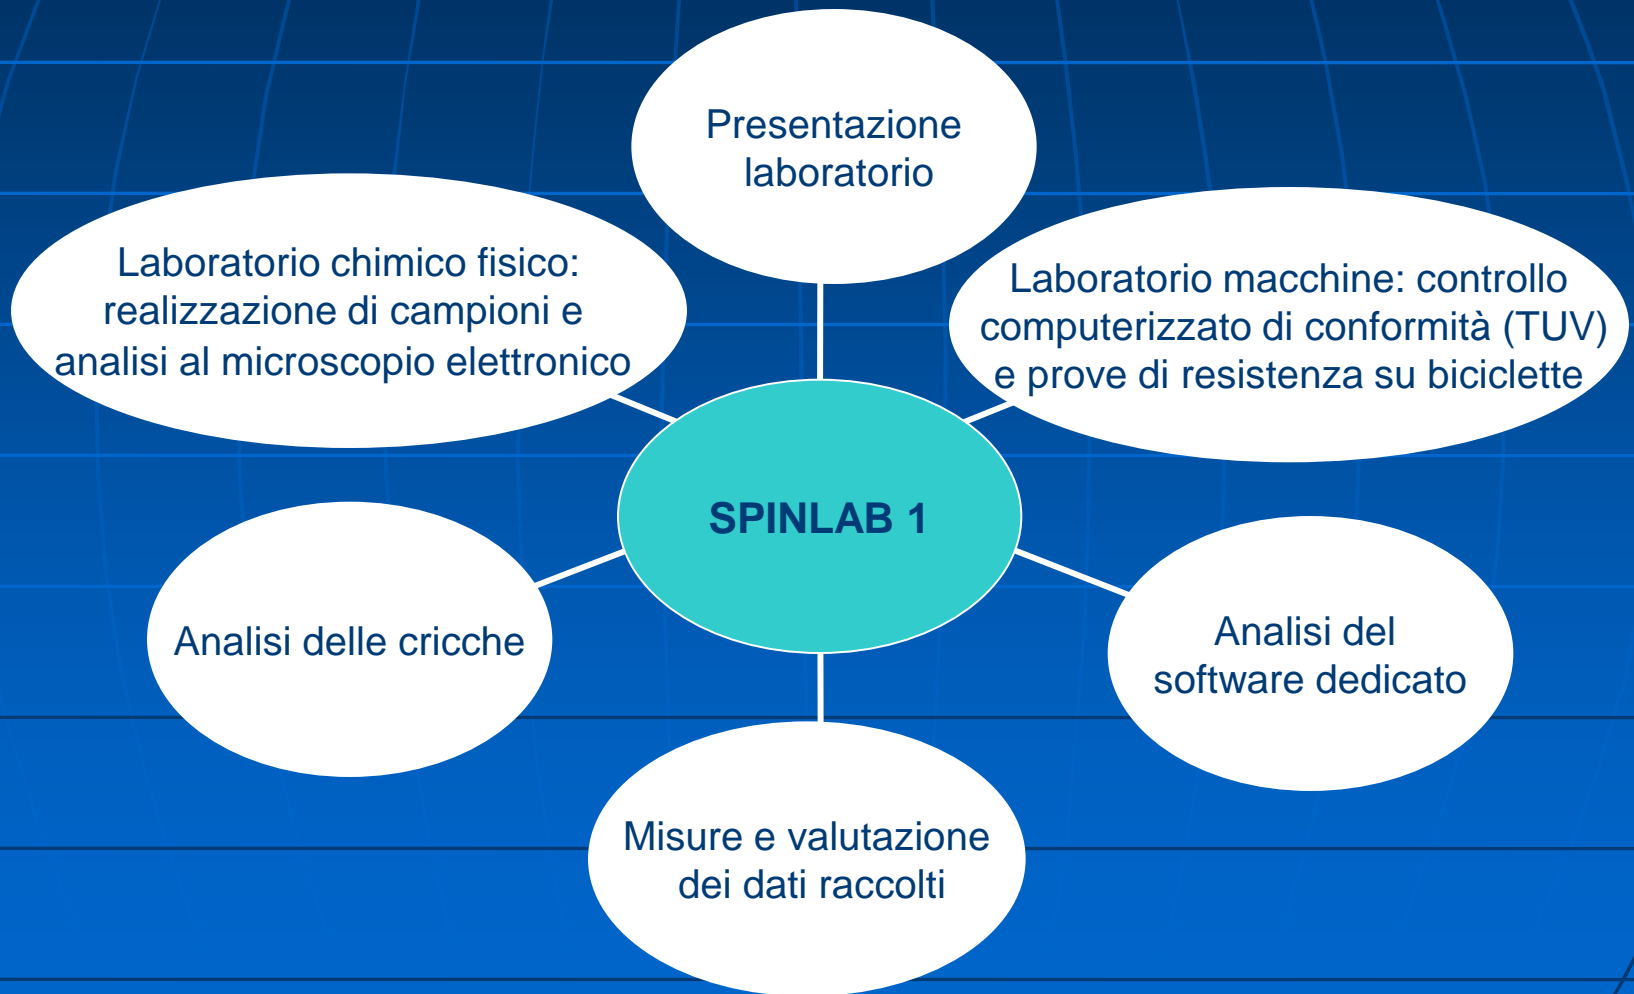 Presentazione
laboratorio
Laboratorio chimico fisico:
realizzazione di campioni e
analisi al microscopio elettronico
Laboratorio macchine: controllo
computerizzato di conformità (TUV)
e prove di resistenza su biciclette
SPINLAB 1
Analisi delle cricche
Analisi del
software dedicato
Misure e valutazione
dei dati raccolti